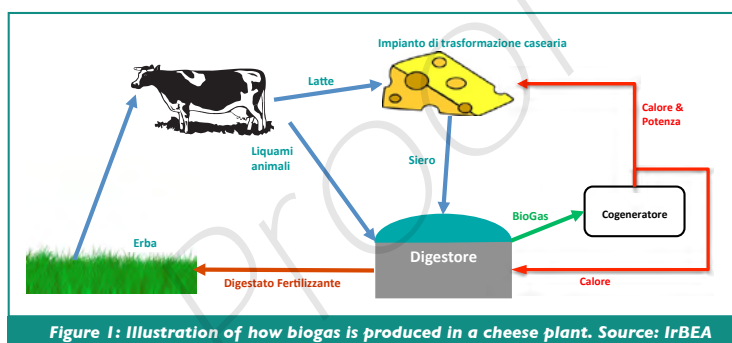 Impianto di trasformazione casearia
Latte
Calore &
Potenza
Liquami
animali
Siero
BioGas
Cogeneratore
Erba
Digestore
Digestato Fertilizzante
Calore
Figure 1: Illustration of how biogas is produced in a cheese plant. Source: IrBEA